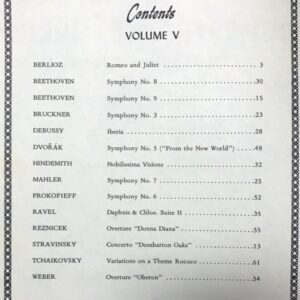 Contents
VOLUME V
BERLIOZ Romeo and Juliet 3
BEETHOVEN Symphony No. 8 30
BEETHOVEN Symphony No. 9 15
BRUCKNER Symphony No. 3 23
DEBUSSY Iberia 28
DVOŘÁK Symphony No. 5 ("From the New World") 48
HINDEMITH Nobilissima Visione 32
MAHLER Symphony No. 7 25
PROKOFIEFF Symphony No. 6 52
RAVEL Daphnis & Chloe. Suite II 35
REZNICEK Overture "Donna Diana" 55
STRAVINSKY Concerto "Dumbarton Oaks" 13
TCHAIKOVSKY Variations on a Theme Rococo 61
WEBER Overture "Oberon" 54